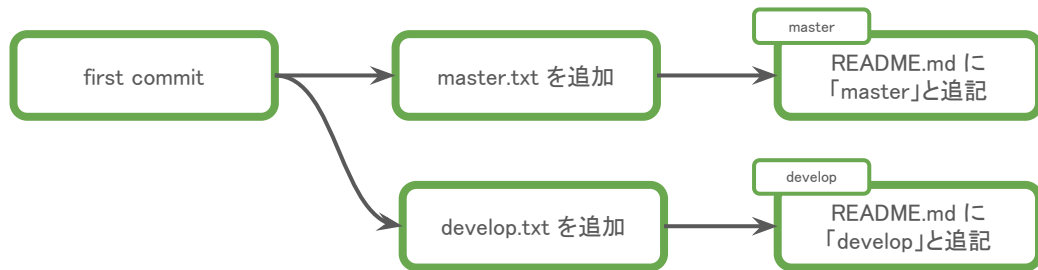 first commit
master.txt を追加
master
README.md に
「master」と追記
develop.txt を追加
develop
README.md に
「develop」と追記